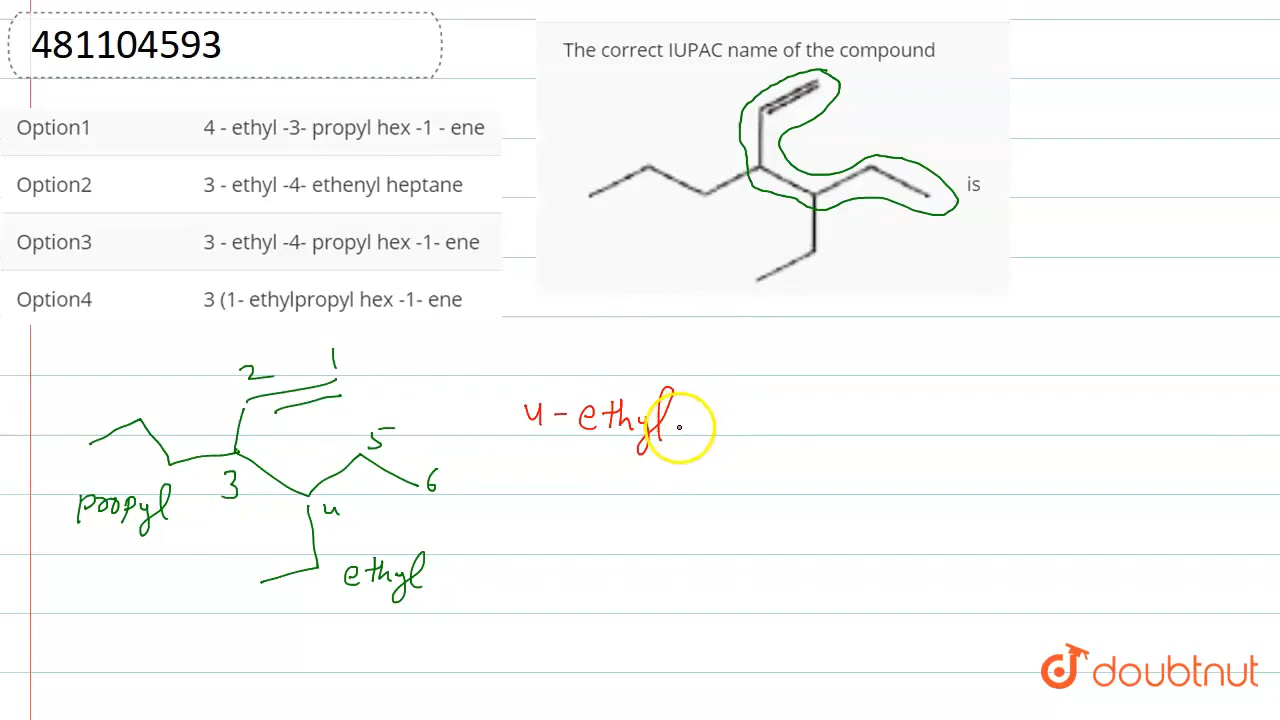 481104593
The correct IUPAC name of the compound
is
Option1 4 - ethyl -3- propyl hex -1 - ene
Option2 3 - ethyl -4- ethenyl heptane
Option3 3 - ethyl -4- propyl hex -1- ene
Option4 3 (1- ethylpropyl hex -1- ene
2 1
4 - ethyl
5
3 6
propyl 4
ethyl
doubtnut